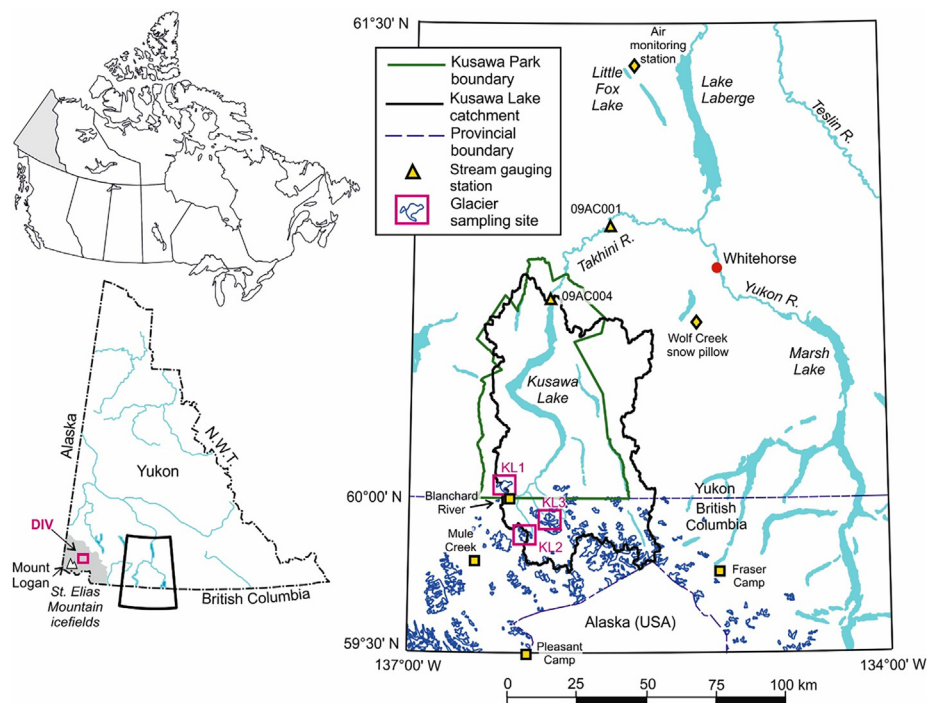 61°30' N
Kusawa Park
boundary
Kusawa Lake
catchment
Provincial
boundary
Stream gauging
station
Glacier
sampling site
Air
monitoring
station
Little
Fox
Lake
Lake
Laberge
Teslin R.
09AC001
Takhini R.
Whitehorse
09AC004
Yukon R.
Wolf Creek
snow pillow
Marsh
Lake
Kusawa
Lake
KL1
60°00' N
Blanchard
River
KL3
Yukon
British
Columbia
Mule
Creek
KL2
Fraser
Camp
Alaska (USA)
59°30' N
Pleasant
Camp
137°00' W
134°00' W
0 25 50 75 100 km
Alaska
N.W.T.
Yukon
DIV
Mount
Logan
St. Elias
Mountain
icefields
British Columbia